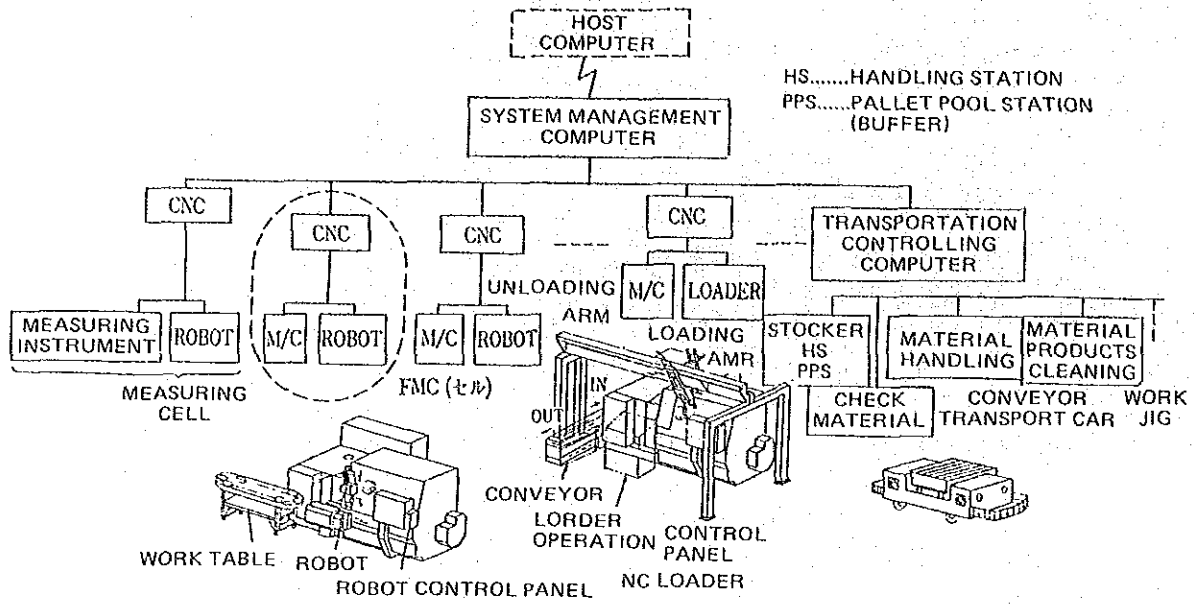 HOST
COMPUTER
HS.......HANDLING STATION
PPS......PALLET POOL STATION
(BUFFER)
SYSTEM MANAGEMENT
COMPUTER
CNC
CNC
CNC
CNC
TRANSPORTATION
CONTROLLING
COMPUTER
MEASURING
INSTRUMENT
ROBOT
M/C
ROBOT
M/C
ROBOT
UNLOADING
ARM
M/C
LOADER
LOADING
AMR
STOCKER
HS
PPS
MATERIAL
HANDLING
MATERIAL
PRODUCTS
CLEANING
MEASURING
CELL
FMC (セル)
IN
OUT
CHECK
MATERIAL
CONVEYOR
TRANSPORT CAR
WORK
JIG
CONVEYOR
LORDER
OPERATION
CONTROL
PANEL
NC LOADER
WORK TABLE
ROBOT
ROBOT CONTROL PANEL